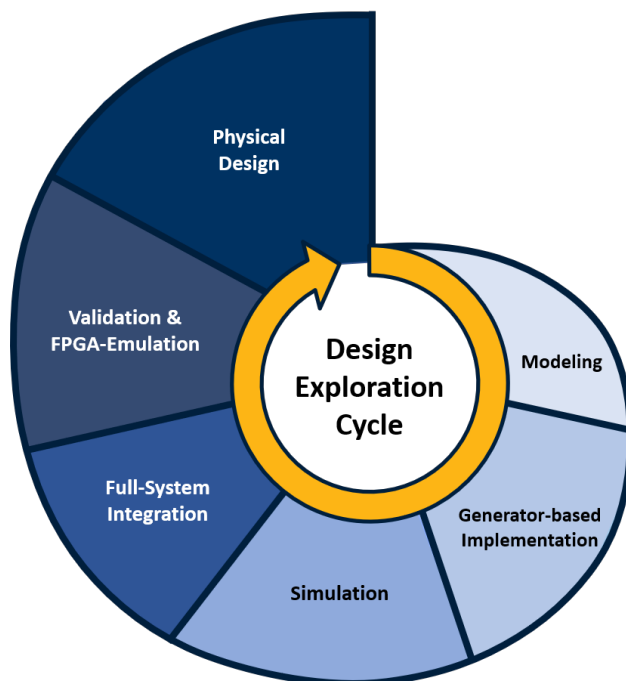 Physical
Design
Validation &
FPGA-Emulation
Design
Exploration
Cycle
Modeling
Full-System
Integration
Generator-based
Implementation
Simulation